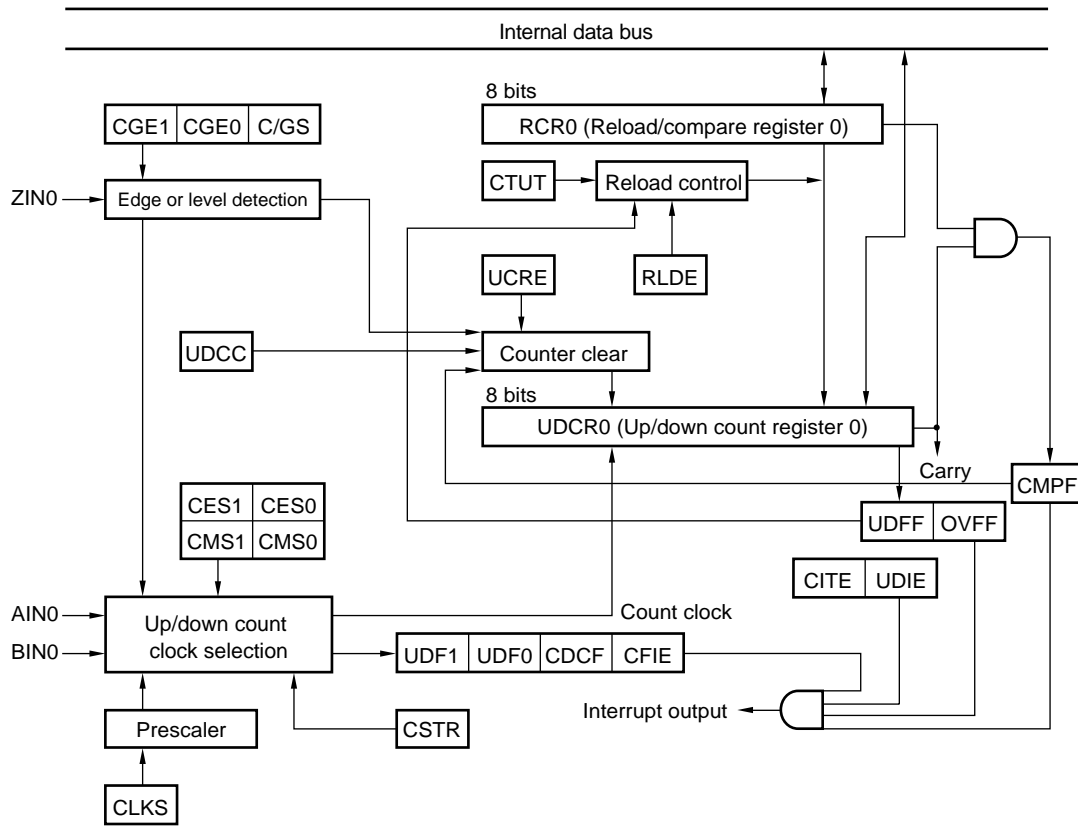 Internal data bus
8 bits
CGE1 CGE0 C/GS
RCR0 (Reload/compare register 0)
CTUT
Reload control
ZIN0
Edge or level detection
UCRE
RLDE
UDCC
Counter clear
8 bits
UDCR0 (Up/down count register 0)
Carry
CMPF
CES1 CES0
CMS1 CMS0
UDFF OVFF
CITE UDIE
AIN0
BIN0
Up/down count
clock selection
Count clock
UDF1 UDF0 CDCF CFIE
Interrupt output
Prescaler
CSTR
CLKS